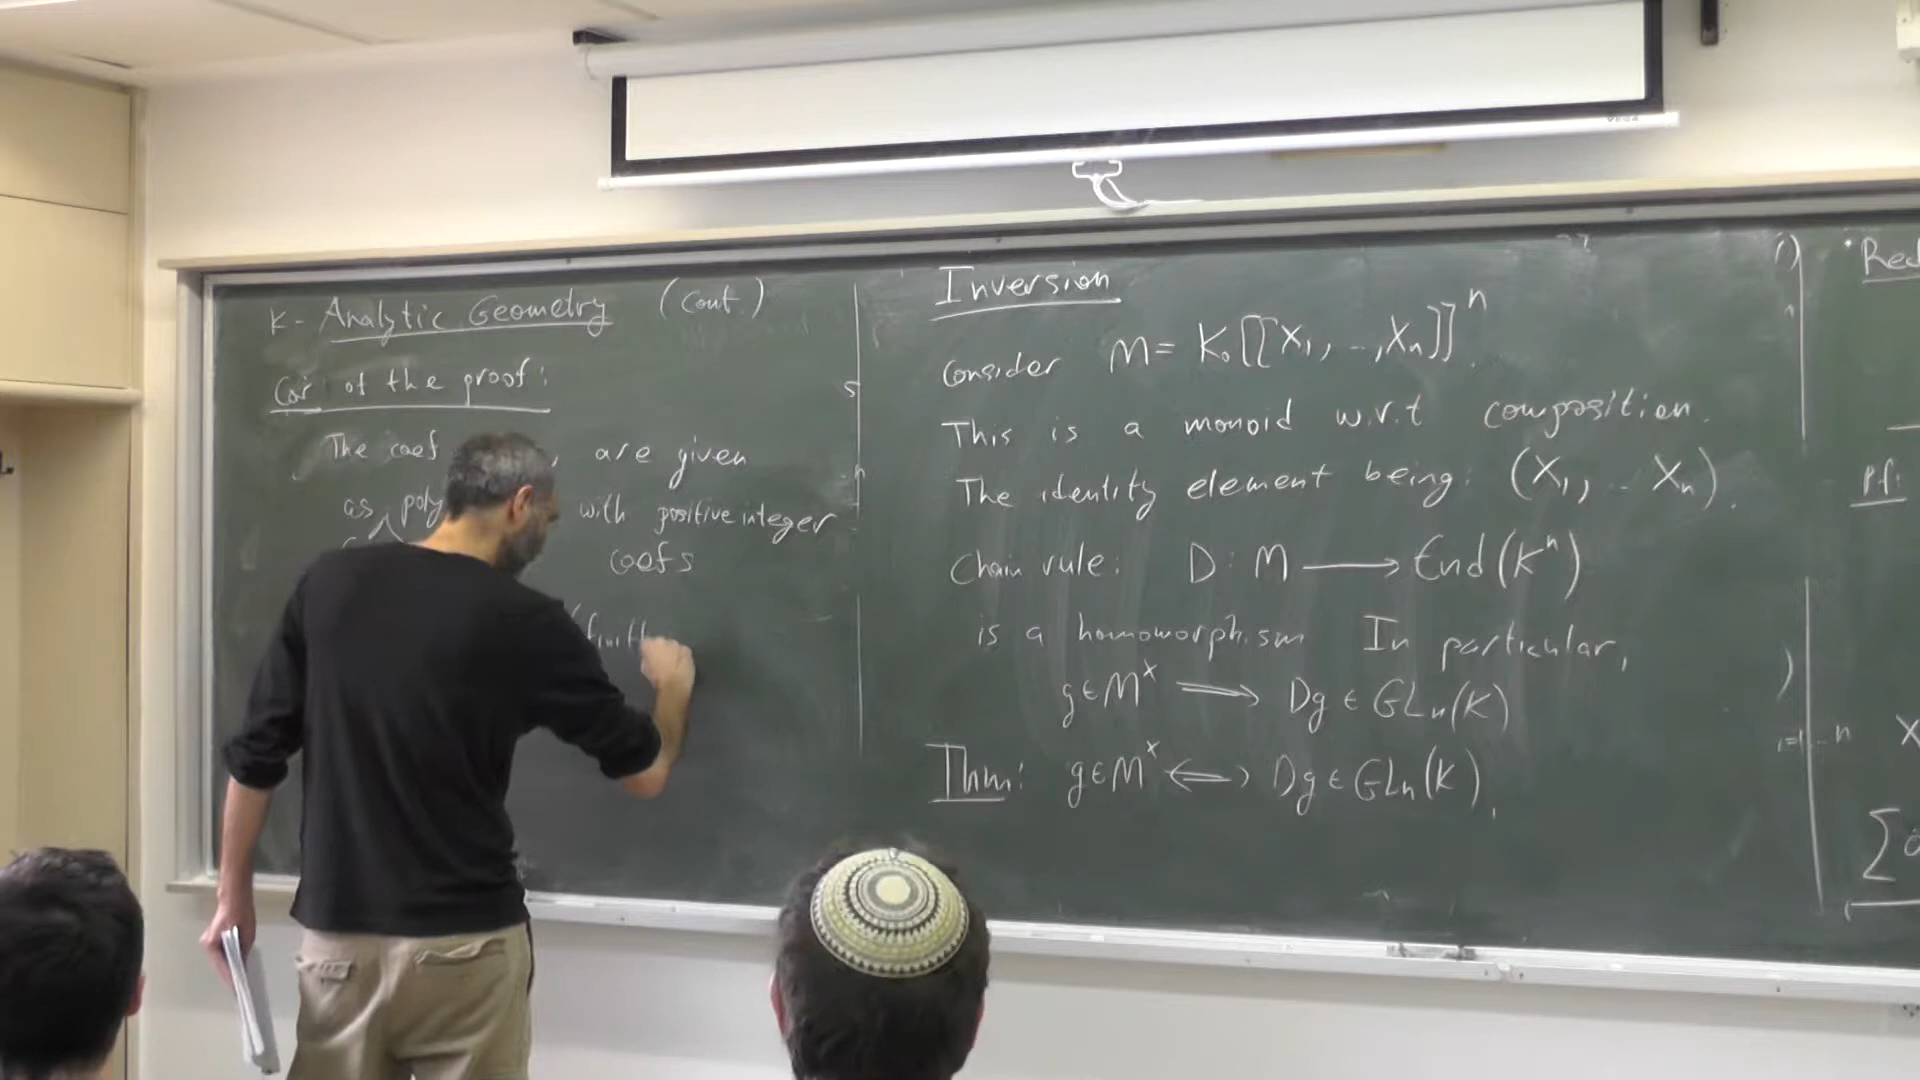 K - Analytic Geometry (Cont.)
Cor of the proof:
The coef , are given
as poly with positive integer
coefs
Inversion
Consider M = K₀[[X₁, .., Xₙ]]ⁿ.
This is a monoid w.r.t composition.
The identity element being: (X₁, .. Xₙ).
Chain rule: D : M ⟶ End(Kⁿ)
is a homomorphism In particular,
g ∈ M^× ⟹ Dg ∈ GLₙ(K)
Thm: g ∈ M^× ⟺ Dg ∈ GLₙ(K).
i=1 .. n
Pf:
X
∑